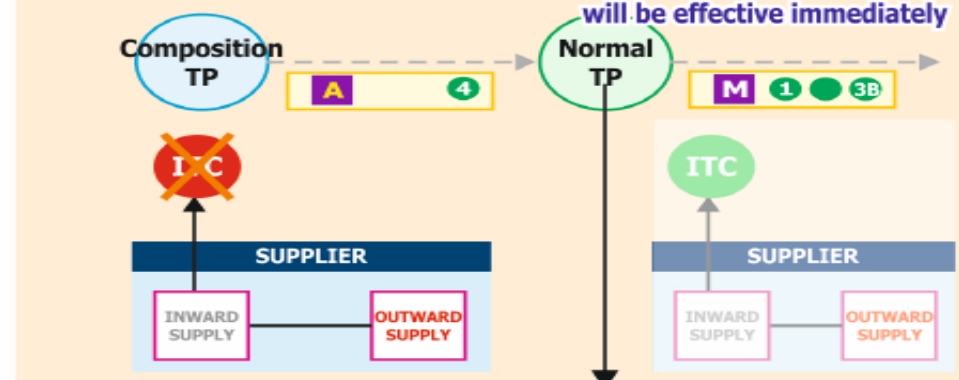 will be effective immediately
Composition
TP
Normal
TP
A
4
M
1
3B
ITC
ITC
SUPPLIER
SUPPLIER
INWARD
SUPPLY
OUTWARD
SUPPLY
INWARD
SUPPLY
OUTWARD
SUPPLY